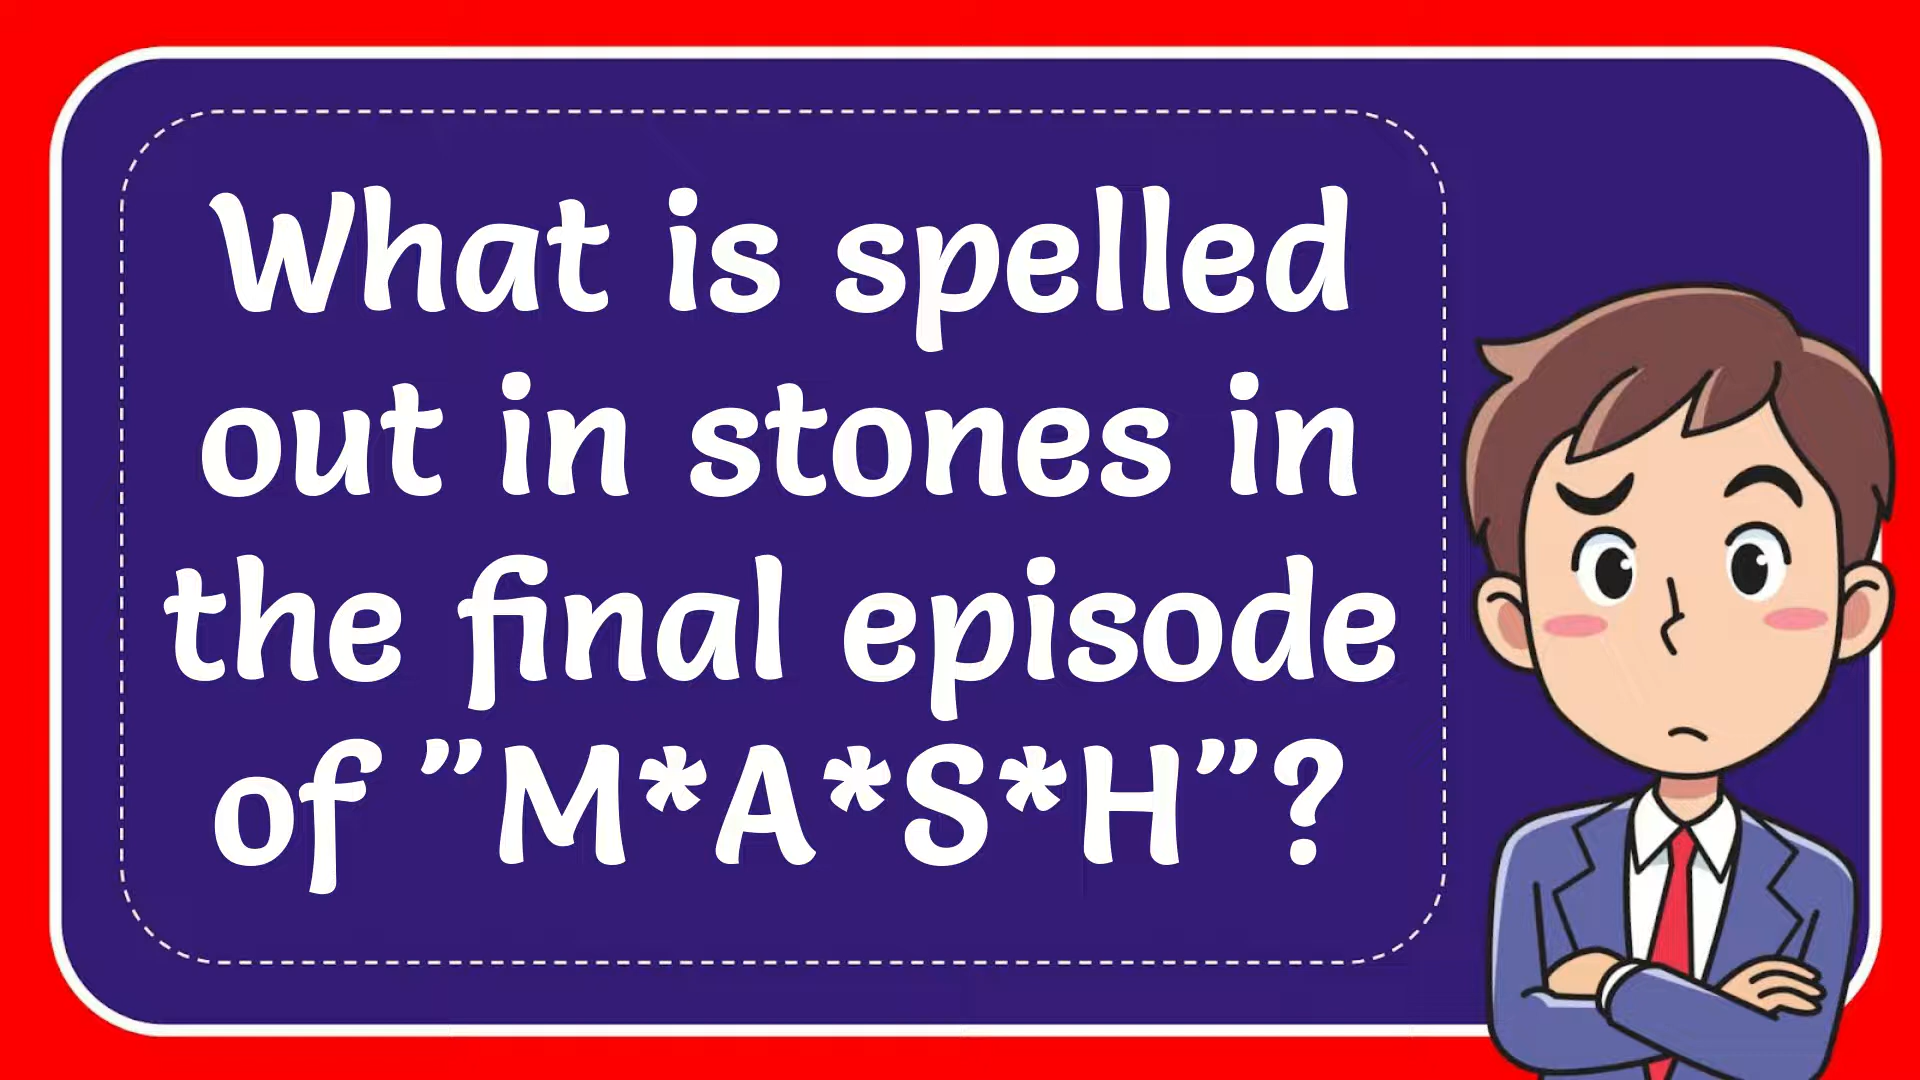 What is spelled
out in stones in
the final episode
of ”M*A*S*H”?